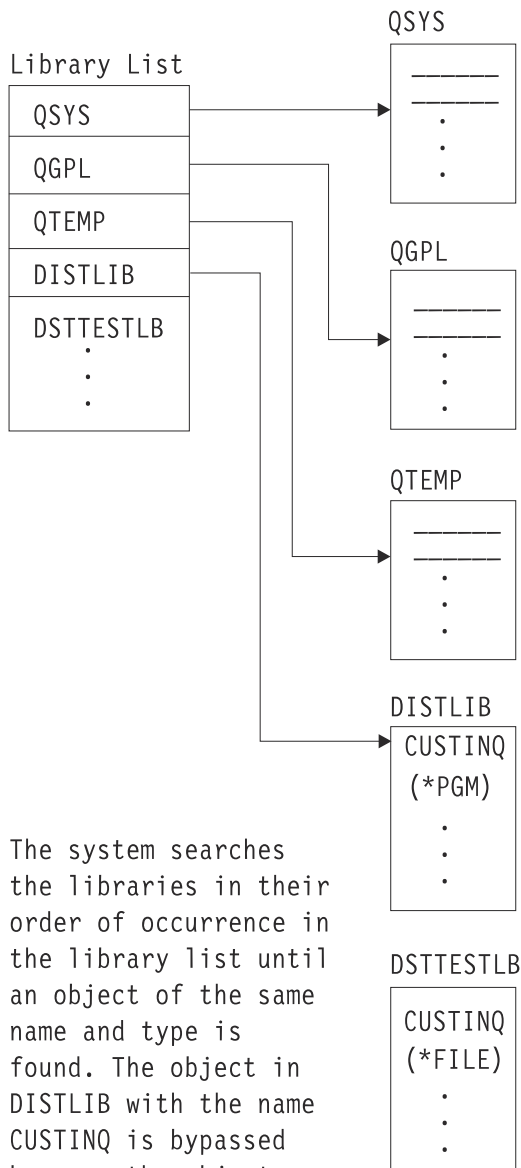 Library List
QSYS
QGPL
QTEMP
DISTLIB
DSTTESTLB
QSYS
QGPL
QTEMP
DISTLIB
CUSTINQ
(*PGM)
DSTTESTLB
CUSTINQ
(*FILE)
The system searches
the libraries in their
order of occurrence in
the library list until
an object of the same
name and type is
found. The object in
DISTLIB with the name
CUSTINQ is bypassed